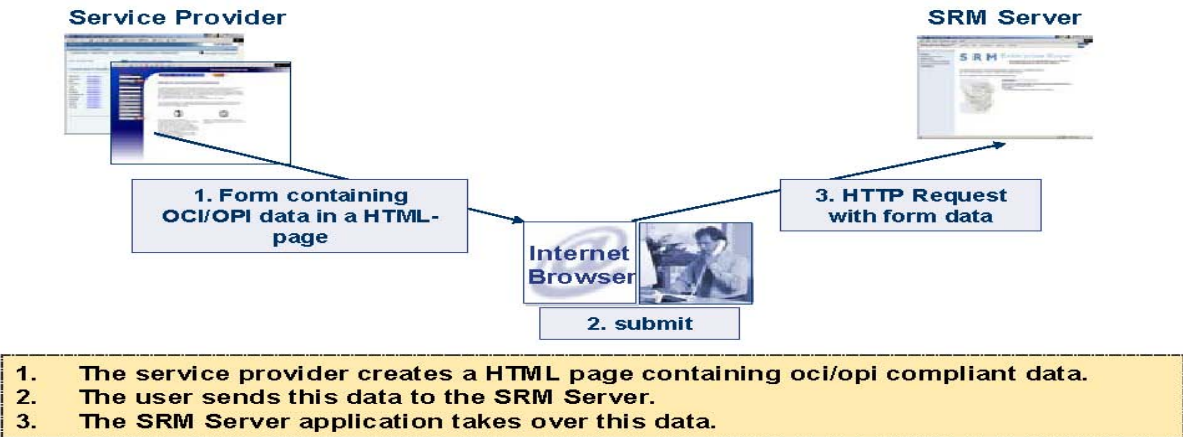 Service Provider
SRM Server
SRM
1. Form containing
OCI/OPI data in a HTML-
page
3. HTTP Request
with form data
Internet
Browser
2. submit
1. The service provider creates a HTML page containing oci/opi compliant data.
2. The user sends this data to the SRM Server.
3. The SRM Server application takes over this data.